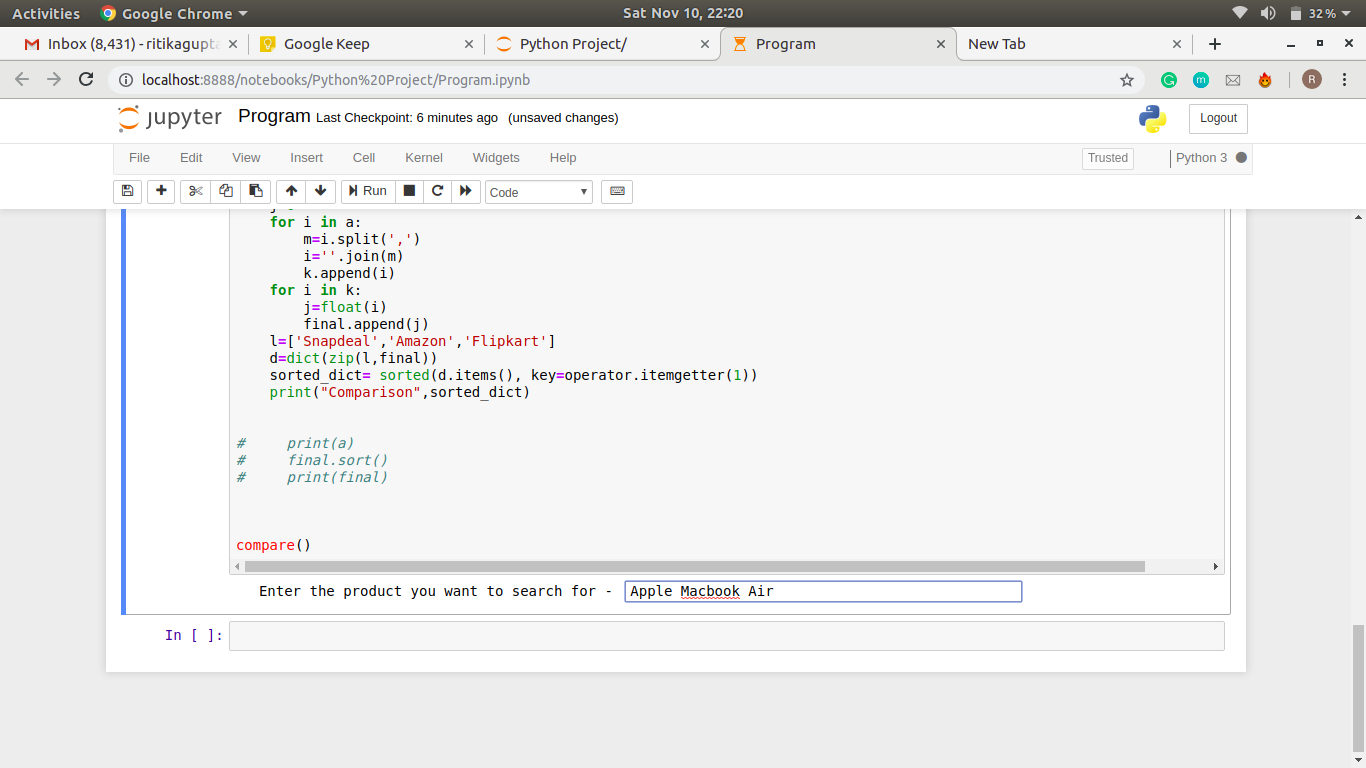 Activities Google Chrome Sat Nov 10, 22:20 32%
Inbox (8,431) - ritikagupta Google Keep Python Project/ Program New Tab
localhost:8888/notebooks/Python%20Project/Program.ipynb R
jupyter Program Last Checkpoint: 6 minutes ago (unsaved changes) Logout
File Edit View Insert Cell Kernel Widgets Help Trusted Python 3
Run Code
for i in a:
m=i.split(',')
i=''.join(m)
k.append(i)
for i in k:
j=float(i)
final.append(j)
l=['Snapdeal','Amazon','Flipkart']
d=dict(zip(l,final))
sorted_dict= sorted(d.items(), key=operator.itemgetter(1))
print("Comparison",sorted_dict)
# print(a)
# final.sort()
# print(final)
compare()
Enter the product you want to search for - Apple Macbook Air
In [ ]: